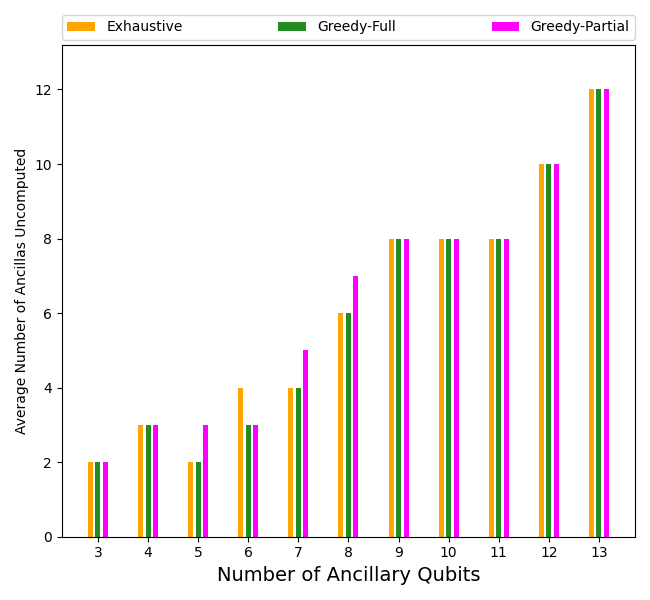 Exhaustive Greedy-Full Greedy-Partial
12
10
8
6
4
2
0
Average Number of Ancillas Uncomputed
3 4 5 6 7 8 9 10 11 12 13
Number of Ancillary Qubits